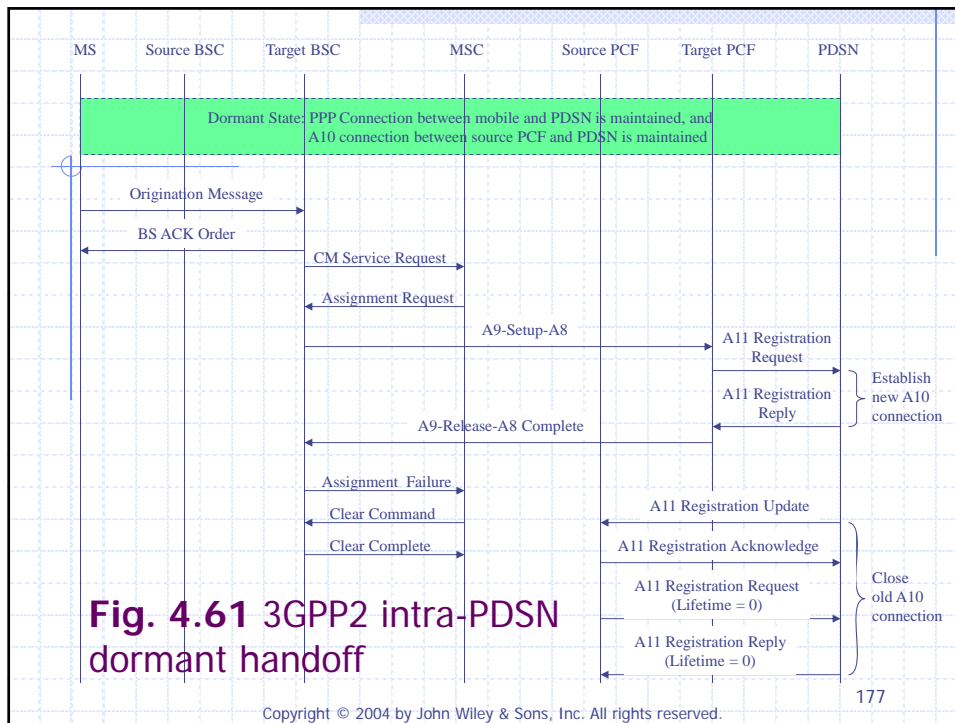 MS Source BSC Target BSC MSC Source PCF Target PCF PDSN
Dormant State: PPP Connection between mobile and PDSN is maintained, and
A10 connection between source PCF and PDSN is maintained
Origination Message
BS ACK Order
CM Service Request
Assignment Request
A9-Setup-A8
A11 Registration
Request
A11 Registration
Reply
Establish
new A10
connection
A9-Release-A8 Complete
Assignment Failure
Clear Command
Clear Complete
A11 Registration Update
A11 Registration Acknowledge
A11 Registration Request
(Lifetime = 0)
A11 Registration Reply
(Lifetime = 0)
Close
old A10
connection
Fig. 4.61 3GPP2 intra-PDSN
dormant handoff
177
Copyright © 2004 by John Wiley & Sons, Inc. All rights reserved.